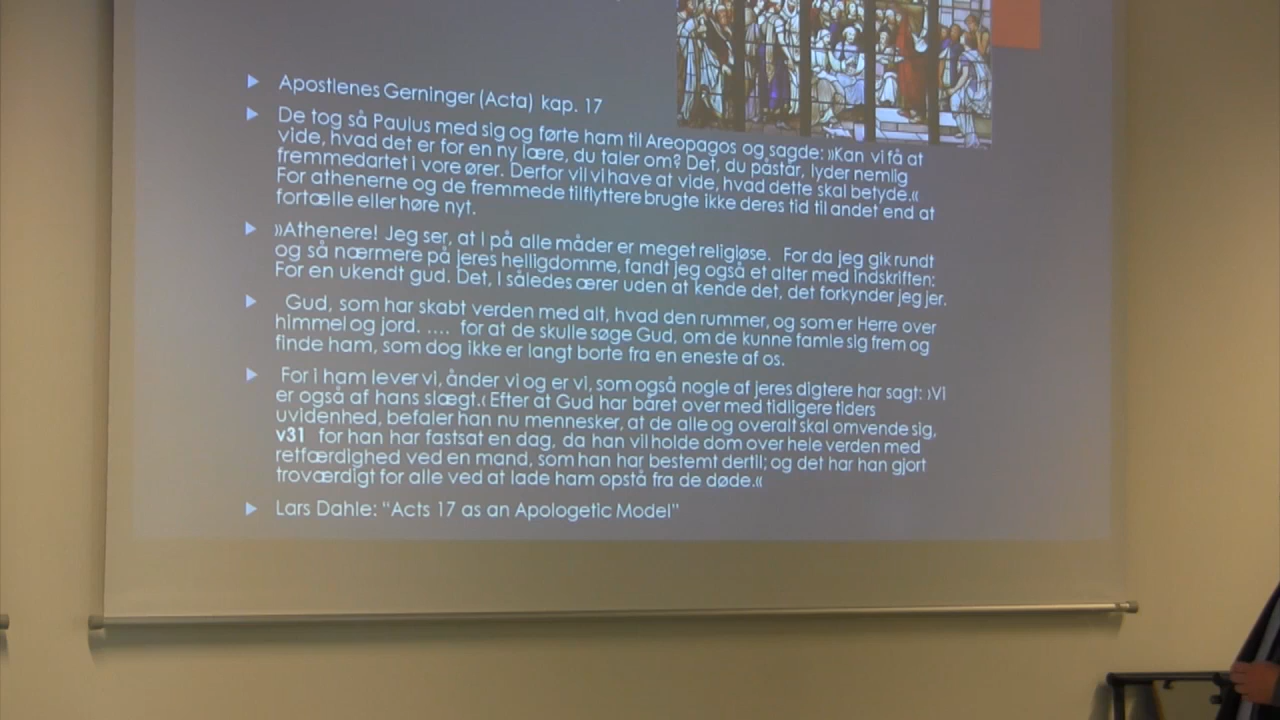 Apostlenes Gerninger (Acta) kap. 17
De tog så Paulus med sig og førte ham til Areopagos og sagde: »Kan vi få at
vide, hvad det er for en ny lære, du taler om? Det, du påstår, lyder nemlig
fremmedartet i vore ører. Derfor vil vi have at vide, hvad dette skal betyde.«
For athenerne og de fremmede tilflyttere brugte ikke deres tid til andet end at
fortælle eller høre nyt.
»Athenere! Jeg ser, at I på alle måder er meget religiøse. For da jeg gik rundt
og så nærmere på jeres helligdomme, fandt jeg også et alter med indskriften:
For en ukendt gud. Det, I således ærer uden at kende det, det forkynder jeg jer.
Gud, som har skabt verden med alt, hvad den rummer, og som er Herre over
himmel og jord. .... for at de skulle søge Gud, om de kunne famle sig frem og
finde ham, som dog ikke er langt borte fra en eneste af os.
For i ham lever vi, ånder vi og er vi, som også nogle af jeres digtere har sagt: ›Vi
er også af hans slægt.‹ Efter at Gud har båret over med tidligere tiders
uvidenhed, befaler han nu mennesker, at de alle og overalt skal omvende sig,
v31 for han har fastsat en dag, da han vil holde dom over hele verden med
retfærdighed ved en mand, som han har bestemt dertil; og det har han gjort
troværdigt for alle ved at lade ham opstå fra de døde.«
Lars Dahle: "Acts 17 as an Apologetic Model"